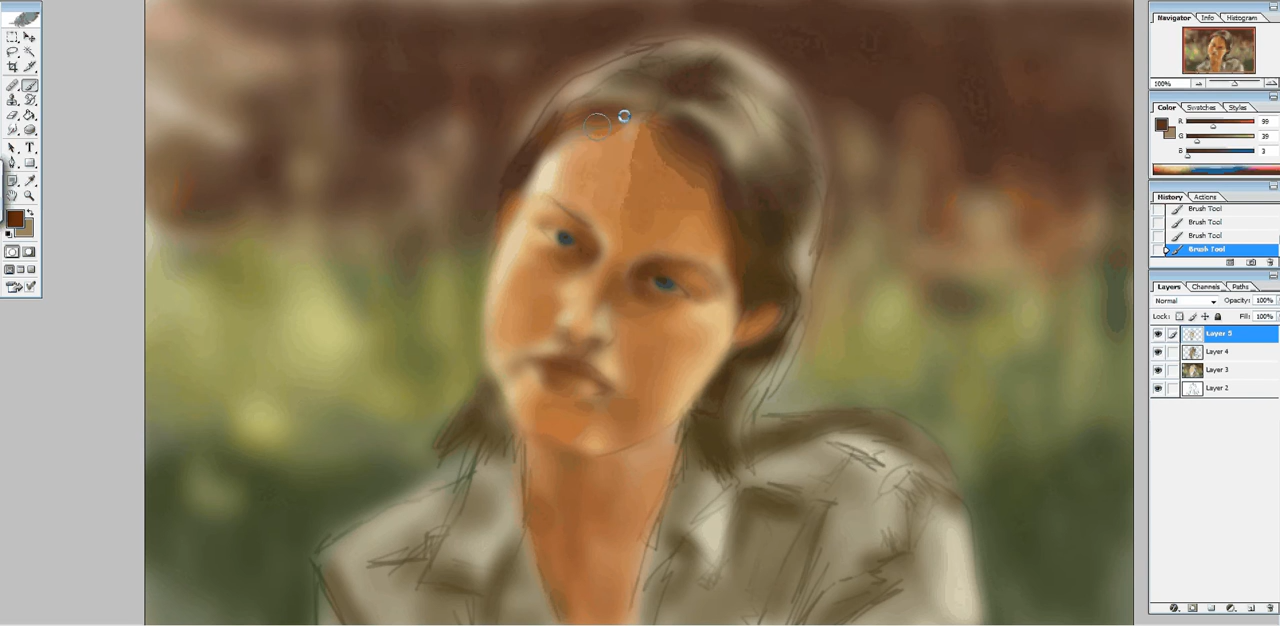 Navigator Info Histogram
100%
Color Swatches Styles
R 99
G 39
B 3
History Actions
Brush Tool
Brush Tool
Brush Tool
Brush Tool
Layers Channels Paths
Normal Opacity: 100%
Lock: Fill: 100%
Layer 5
Layer 4
Layer 3
Layer 2
T